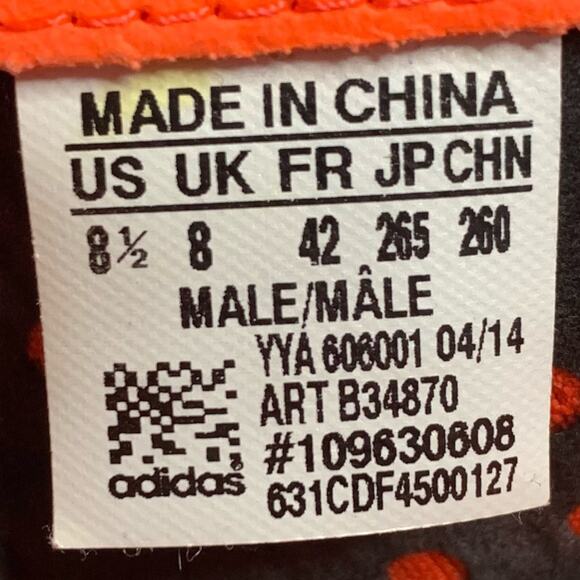 MADE IN CHINA
US UK FR JP CHN
8½ 8 42 265 260
MALE/MÂLE
YYA 606001 04/14
ART B34870
#109630608
adidas® 631CDF4500127